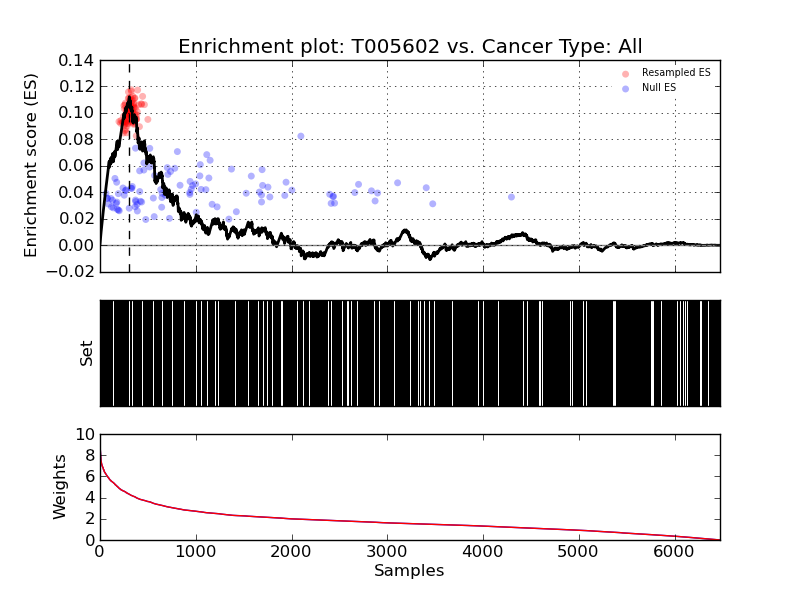 Enrichment plot: T005602 vs. Cancer Type: All
Enrichment score (ES)
0.14
0.12
0.10
0.08
0.06
0.04
0.02
0.00
−0.02
Resampled ES
Null ES
Set
Weights
10
8
6
4
2
0
0 1000 2000 3000 4000 5000 6000
Samples